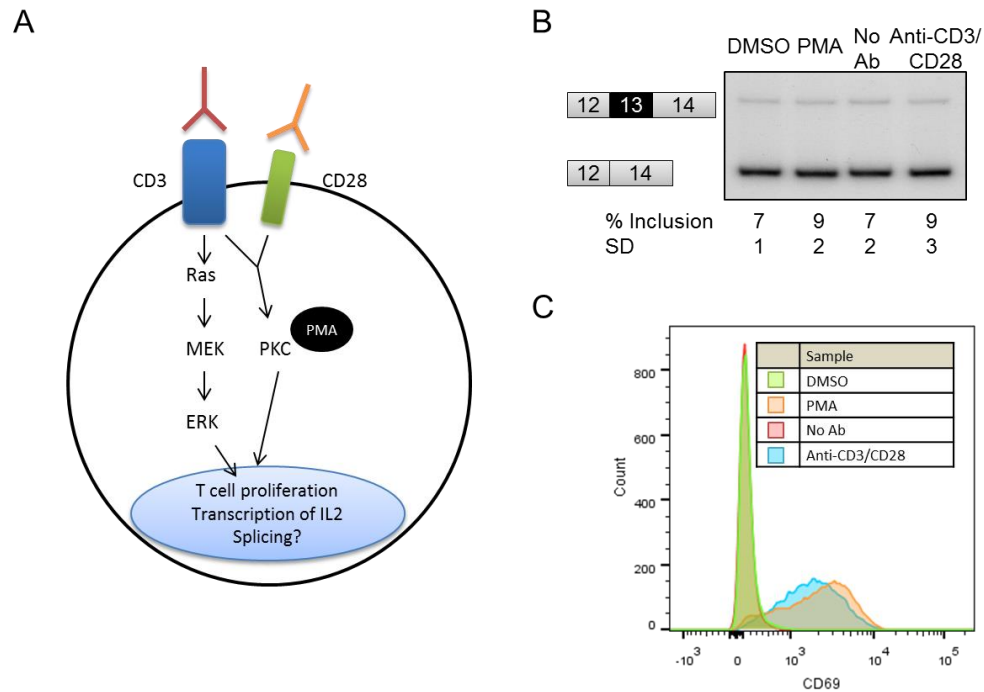 A
CD3
CD28
Ras
MEK
PKC
PMA
ERK
T cell proliferation
Transcription of IL2
Splicing?
B
DMSO PMA No Ab Anti-CD3/CD28
12 13 14
12 14
% Inclusion 7 9 7 9
SD 1 2 2 3
C
Sample
DMSO
PMA
No Ab
Anti-CD3/CD28
Count
800
600
400
200
0
-10³ 0 10³ 10⁴ 10⁵
CD69